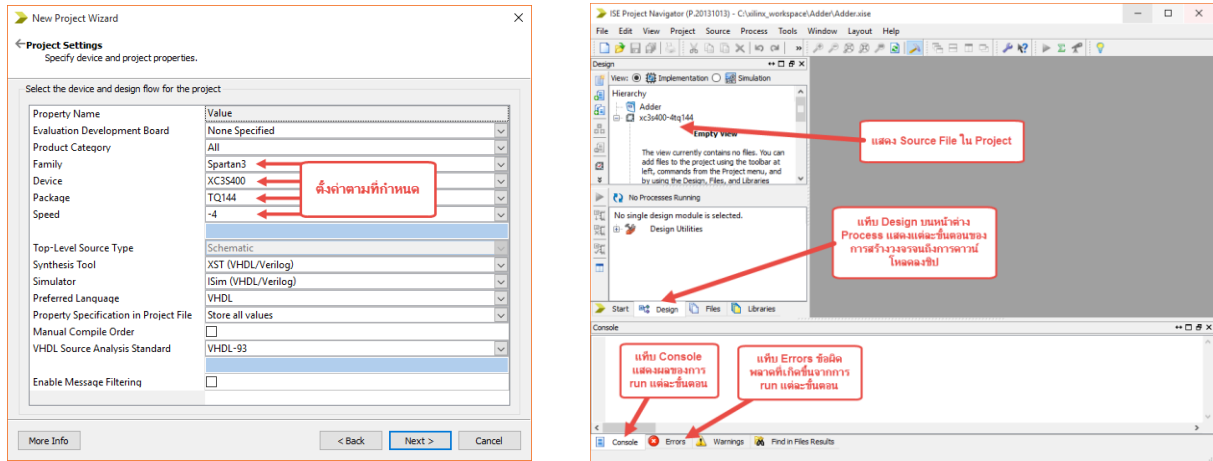 New Project Wizard
Project Settings
Specify device and project properties.
Select the device and design flow for the project
Property Name Value
Evaluation Development Board None Specified
Product Category All
Family Spartan3
Device XC3S400
Package TQ144
Speed -4
ตั้งค่าตามที่กำหนด
Top-Level Source Type Schematic
Synthesis Tool XST (VHDL/Verilog)
Simulator ISim (VHDL/Verilog)
Preferred Language VHDL
Property Specification in Project File Store all values
Manual Compile Order
VHDL Source Analysis Standard VHDL-93
Enable Message Filtering
More Info < Back Next > Cancel
ISE Project Navigator (P.20131013) - C:\xilinx_workspace\Adder\Adder.xise
File Edit View Project Source Process Tools Window Layout Help
Design
View: Implementation Simulation
Hierarchy
Adder
xc3s400-4tq144
Empty View
The view currently contains no files. You can
add files to the project using the toolbar at
left, commands from the Project menu, and
by using the Design, Files, and Libraries
แสดง Source File ใน Project
No Processes Running
No single design module is selected.
Design Utilities
แท็บ Design บนหน้าต่าง
Process แสดงแต่ละขั้นตอนของ
การสร้างวงจรจนถึงการดาวน์
โหลดลงชิป
Start Design Files Libraries
Console
แท็บ Console
แสดงผลของการ
run แต่ละขั้นตอน
แท็บ Errors ข้อผิด
พลาดที่เกิดขึ้นจากการ
run แต่ละขั้นตอน
Console Errors Warnings Find in Files Results